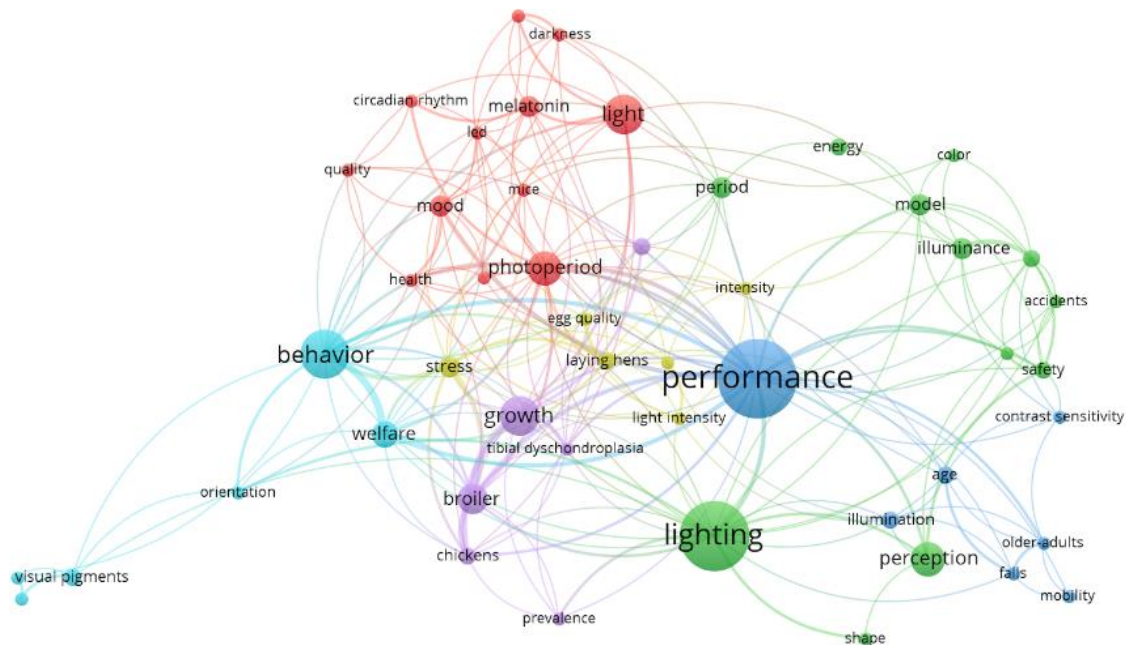 darkness
circadian rhythm
melatonin
light
led
energy
color
quality
mice
period
mood
model
illuminance
photoperiod
health
intensity
accidents
egg quality
behavior
stress
laying hens
performance
safety
growth
light intensity
contrast sensitivity
welfare
tibial dyschondroplasia
age
orientation
broiler
illumination
lighting
older-adults
chickens
perception
visual pigments
falls
mobility
prevalence
shape